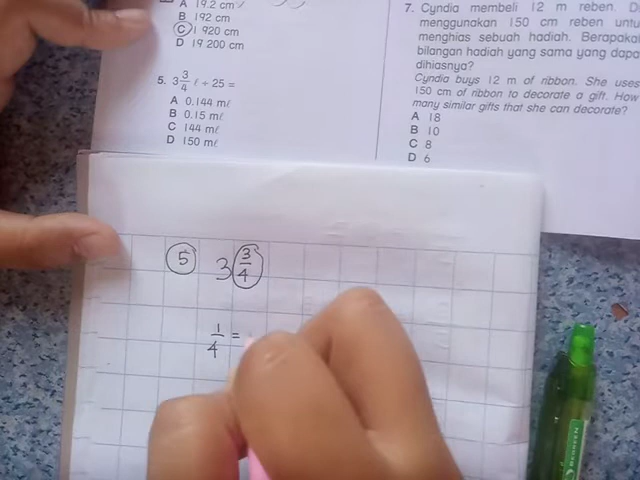 A 19.2 cm
B 192 cm
C 1 920 cm
D 19 200 cm
5. 3 3/4 ℓ ÷ 25 =
A 0.144 mℓ
B 0.15 mℓ
C 144 mℓ
D 150 mℓ
7. Cyndia membeli 12 m reben. D
menggunakan 150 cm reben untu
menghias sebuah hadiah. Berapaka
bilangan hadiah yang sama yang dapa
dihiasnya?
Cyndia buys 12 m of ribbon. She uses
150 cm of ribbon to decorate a gift. How
many similar gifts that she can decorate?
A 18
B 10
C 8
D 6
5 3 3/4
1/4 =